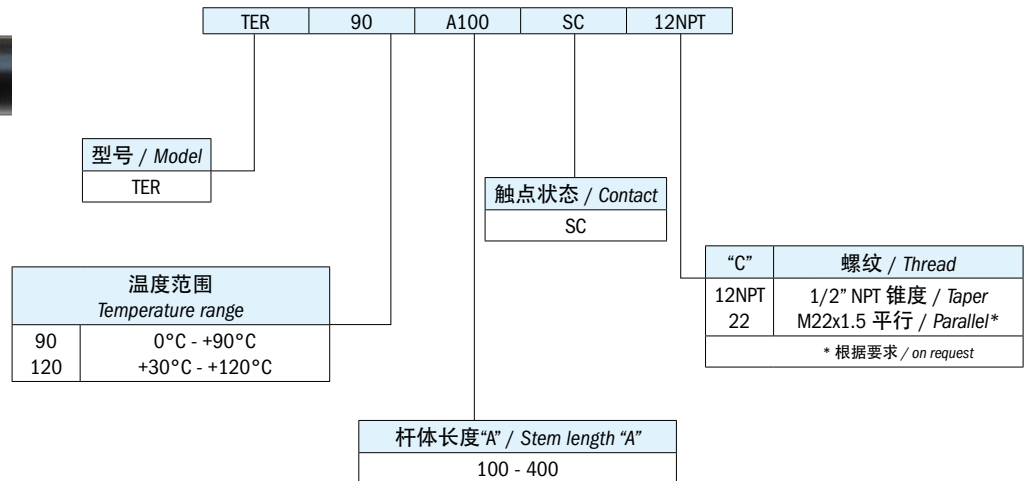 TER 90 A100 SC 12NPT
型号 / Model
TER
触点状态 / Contact
SC
温度范围
Temperature range
90 0°C - +90°C
120 +30°C - +120°C
“C” 螺纹 / Thread
12NPT 1/2” NPT 锥度 / Taper
22 M22x1.5 平行 / Parallel*
* 根据要求 / on request
杆体长度“A” / Stem length “A”
100 - 400